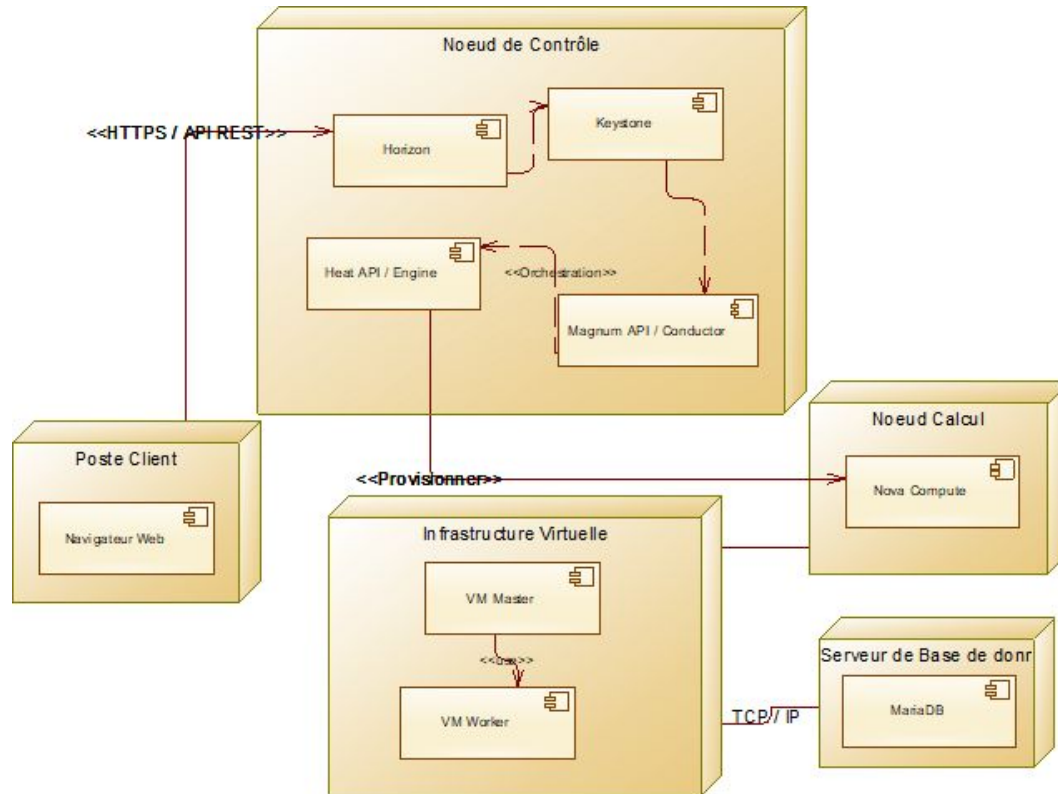 Noeud de Contrôle
Keystone
<<HTTPS / API REST>>
Horizon
Heat API / Engine
<<Orchestration>>
Magnum API / Conductor
Noeud Calcul
Poste Client
<<Provisionner>>
Nova Compute
Navigateur Web
Infrastructure Virtuelle
VM Master
Serveur de Base de donr
<<use>>
MariaDB
VM Worker
TCP / IP